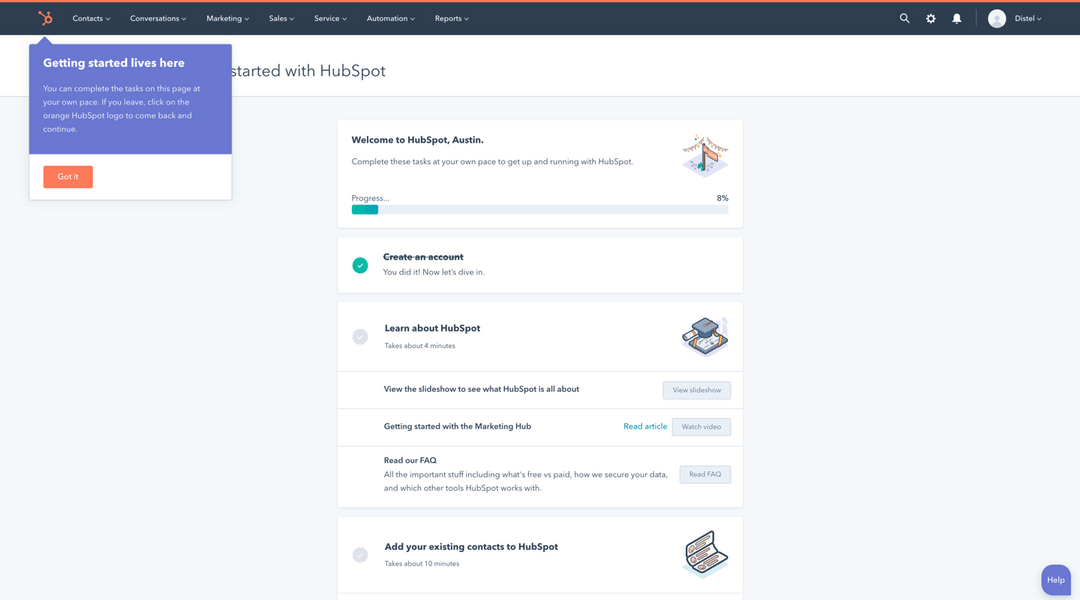 Contacts
Conversations
Marketing
Sales
Service
Automation
Reports
Distel
Getting started lives here
You can complete the tasks on this page at
your own pace. If you leave, click on the
orange HubSpot logo to come back and
continue.
Got it
started with HubSpot
Welcome to HubSpot, Austin.
Complete these tasks at your own pace to get up and running with HubSpot.
Progress...
8%
Create an account
You did it! Now let's dive in.
Learn about HubSpot
Takes about 4 minutes
View the slideshow to see what HubSpot is all about
View slideshow
Getting started with the Marketing Hub
Read article
Watch video
Read our FAQ
All the important stuff including what's free vs paid, how we secure your data,
and which other tools HubSpot works with.
Read FAQ
Add your existing contacts to HubSpot
Takes about 10 minutes
Help